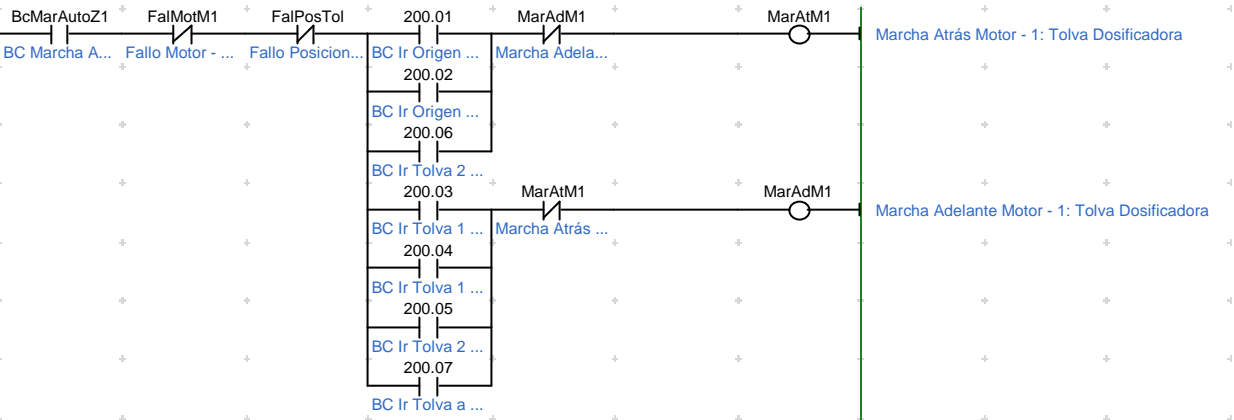 BcMarAutoZ1 FalMotM1 FalPosTol 200.01 MarAdM1 MarAtM1
BC Marcha A... Fallo Motor - ... Fallo Posicion... BC Ir Origen ... Marcha Adela... Marcha Atrás Motor - 1: Tolva Dosificadora
200.02
BC Ir Origen ...
200.06
BC Ir Tolva 2 ...
200.03 MarAtM1 MarAdM1
BC Ir Tolva 1 ... Marcha Atrás ... Marcha Adelante Motor - 1: Tolva Dosificadora
200.04
BC Ir Tolva 1 ...
200.05
BC Ir Tolva 2 ...
200.07
BC Ir Tolva a ...